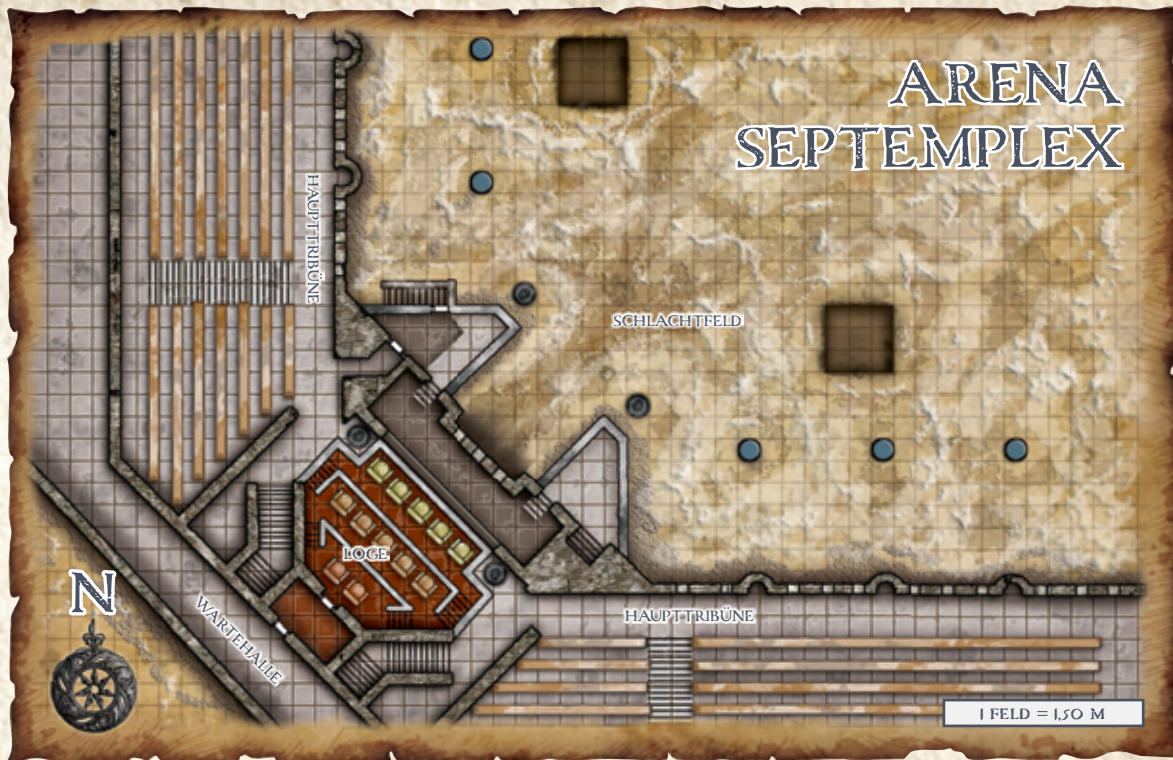 ARENA
SEPTEMPLEX
HAUPTTRIBÜNE
SCHLACHTFELD
LOGE
N
WARTEHALLE
HAUPTTRIBÜNE
1 FELD = 1,50 M